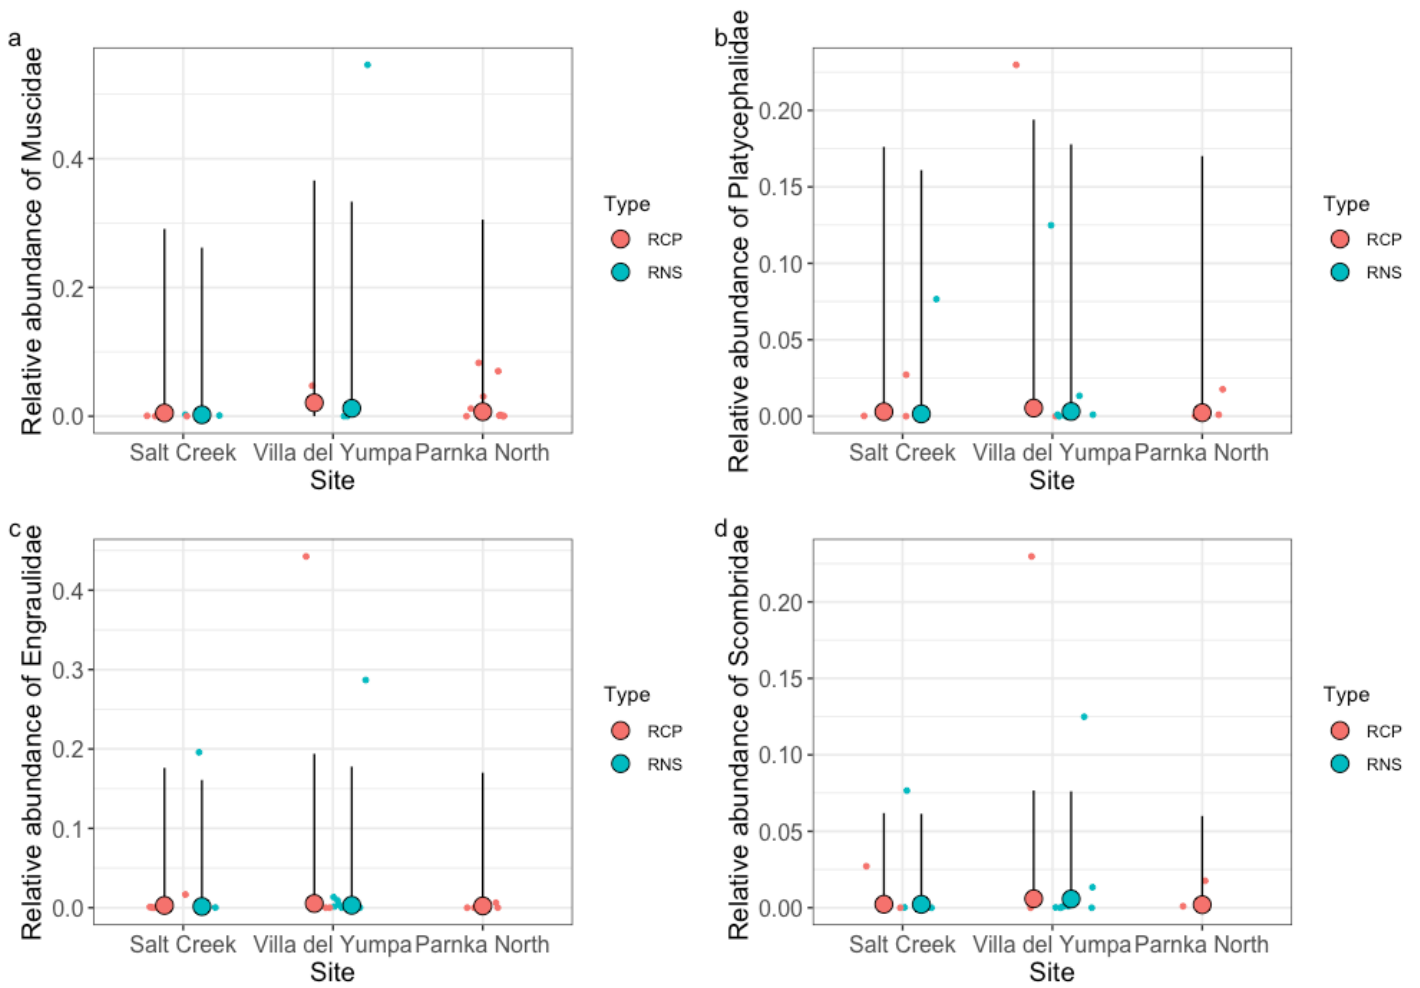 a
Relative abundance of Muscidae
0.4
0.2
0.0
Salt Creek Villa del Yumpa Parnka North
Site
Type
RCP
RNS
b
Relative abundance of Platycephalidae
0.20
0.15
0.10
0.05
0.00
Salt Creek Villa del Yumpa Parnka North
Site
Type
RCP
RNS
c
Relative abundance of Engraulidae
0.4
0.3
0.2
0.1
0.0
Salt Creek Villa del Yumpa Parnka North
Site
Type
RCP
RNS
d
Relative abundance of Scombridae
0.20
0.15
0.10
0.05
0.00
Salt Creek Villa del Yumpa Parnka North
Site
Type
RCP
RNS